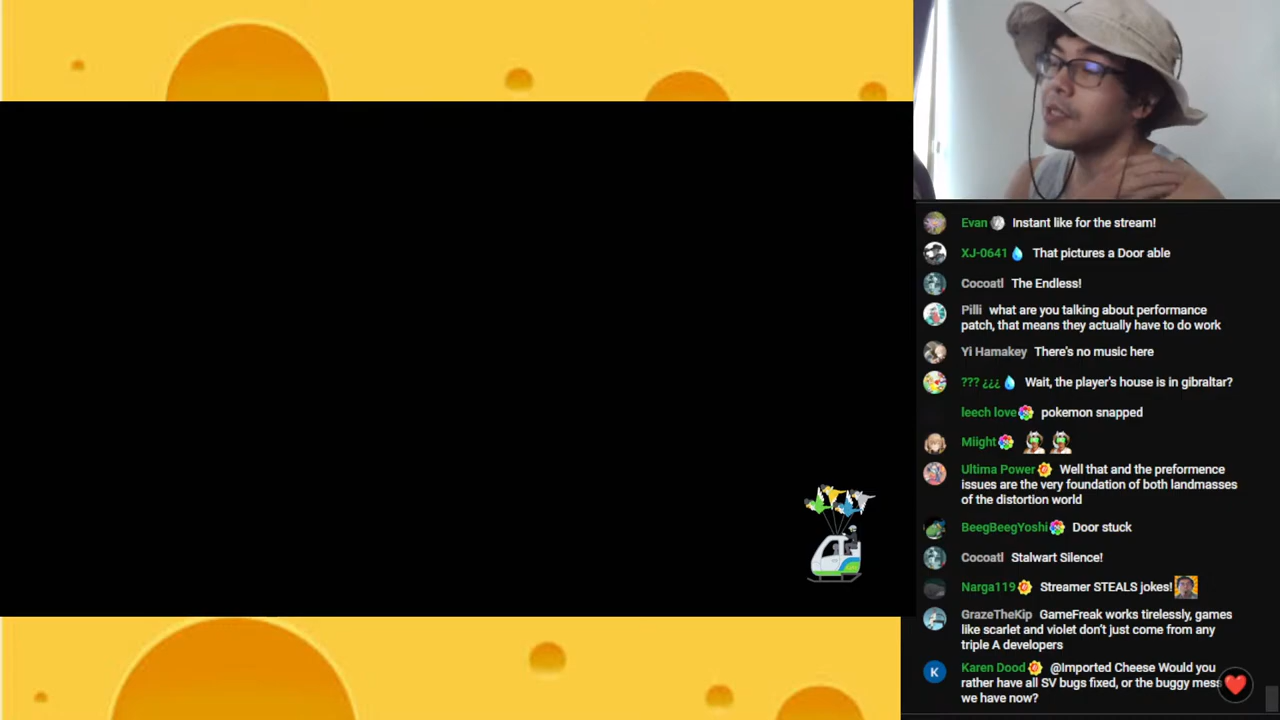 Evan Instant like for the stream!
XJ-0641 That pictures a Door able
Cocoatl The Endless!
Pilli what are you talking about performance
patch, that means they actually have to do work
Yi Hamakey There's no music here
??? ¿¿¿ Wait, the player's house is in gibraltar?
leech love pokemon snapped
Miight
Ultima Power Well that and the preformence
issues are the very foundation of both landmasses
of the distortion world
BeegBeegYoshi Door stuck
Cocoatl Stalwart Silence!
Narga119 Streamer STEALS jokes!
GrazeTheKip GameFreak works tirelessly, games
like scarlet and violet don't just come from any
triple A developers
K
Karen Dood @Imported Cheese Would you
rather have all SV bugs fixed, or the buggy mess
we have now?